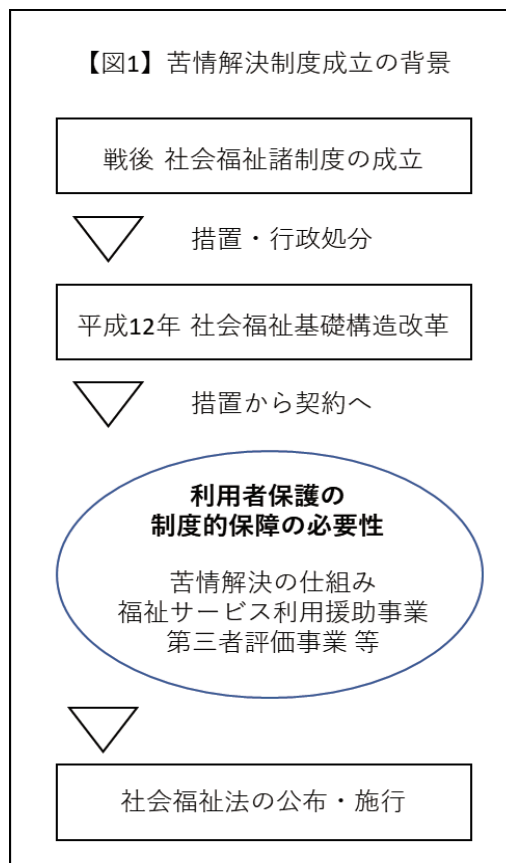 【図1】苦情解決制度成立の背景
戦後 社会福祉諸制度の成立
措置・行政処分
平成12年 社会福祉基礎構造改革
措置から契約へ
利用者保護の
制度的保障の必要性
苦情解決の仕組み
福祉サービス利用援助事業
第三者評価事業 等
社会福祉法の公布・施行